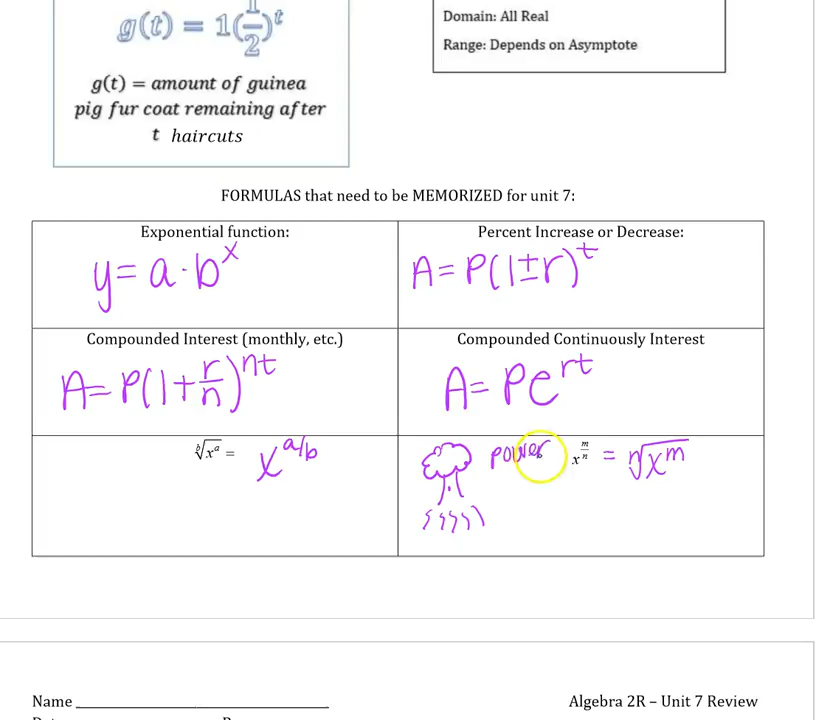 g(t) = 1(1/2)^t
g(t) = amount of guinea
pig fur coat remaining after
t haircuts
Domain: All Real
Range: Depends on Asymptote
FORMULAS that need to be MEMORIZED for unit 7:
Exponential function:
y = a · b^x
Percent Increase or Decrease:
A = P(1±r)^t
Compounded Interest (monthly, etc.)
A = P(1+r/n)^nt
Compounded Continuously Interest
A = Pe^rt
ᵇ√x^a = x^a/b
power x^m/n = ⁿ√x^m
Name
Algebra 2R – Unit 7 Review